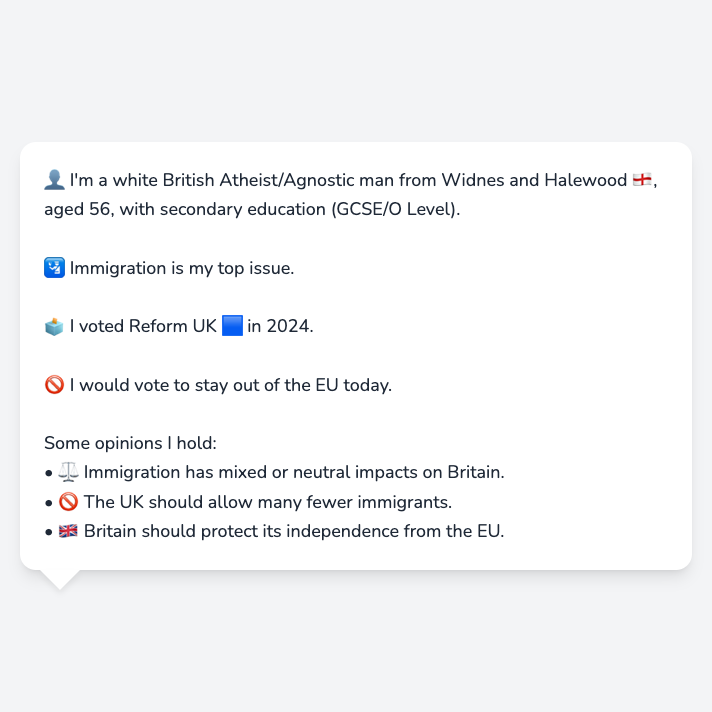 👤 I'm a white British Atheist/Agnostic man from Widnes and Halewood 🏴󠁧󠁢󠁥󠁮󠁧󠁿,
aged 56, with secondary education (GCSE/O Level).
🛂 Immigration is my top issue.
🗳️ I voted Reform UK 🟦 in 2024.
🚫 I would vote to stay out of the EU today.
Some opinions I hold:
• ⚖️ Immigration has mixed or neutral impacts on Britain.
• 🚫 The UK should allow many fewer immigrants.
• 🇬🇧 Britain should protect its independence from the EU.